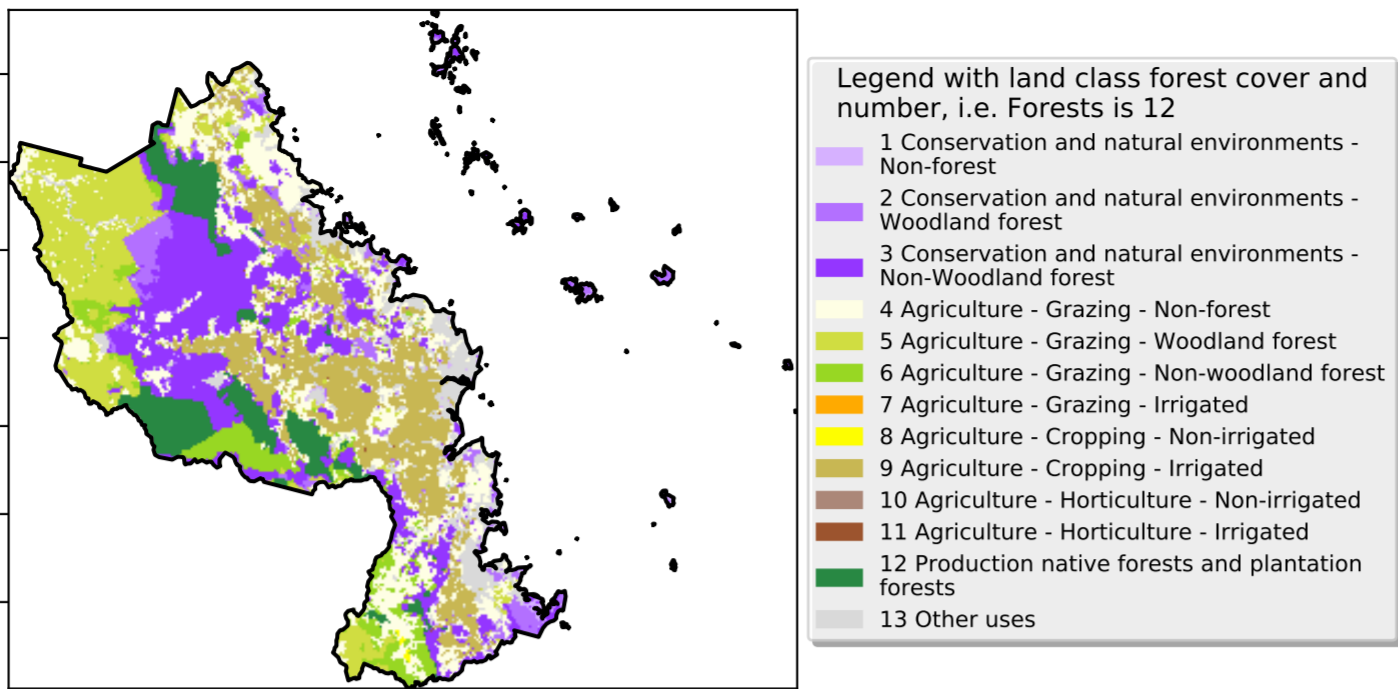 Legend with land class forest cover and
number, i.e. Forests is 12
1 Conservation and natural environments -
Non-forest
2 Conservation and natural environments -
Woodland forest
3 Conservation and natural environments -
Non-Woodland forest
4 Agriculture - Grazing - Non-forest
5 Agriculture - Grazing - Woodland forest
6 Agriculture - Grazing - Non-woodland forest
7 Agriculture - Grazing - Irrigated
8 Agriculture - Cropping - Non-irrigated
9 Agriculture - Cropping - Irrigated
10 Agriculture - Horticulture - Non-irrigated
11 Agriculture - Horticulture - Irrigated
12 Production native forests and plantation
forests
13 Other uses